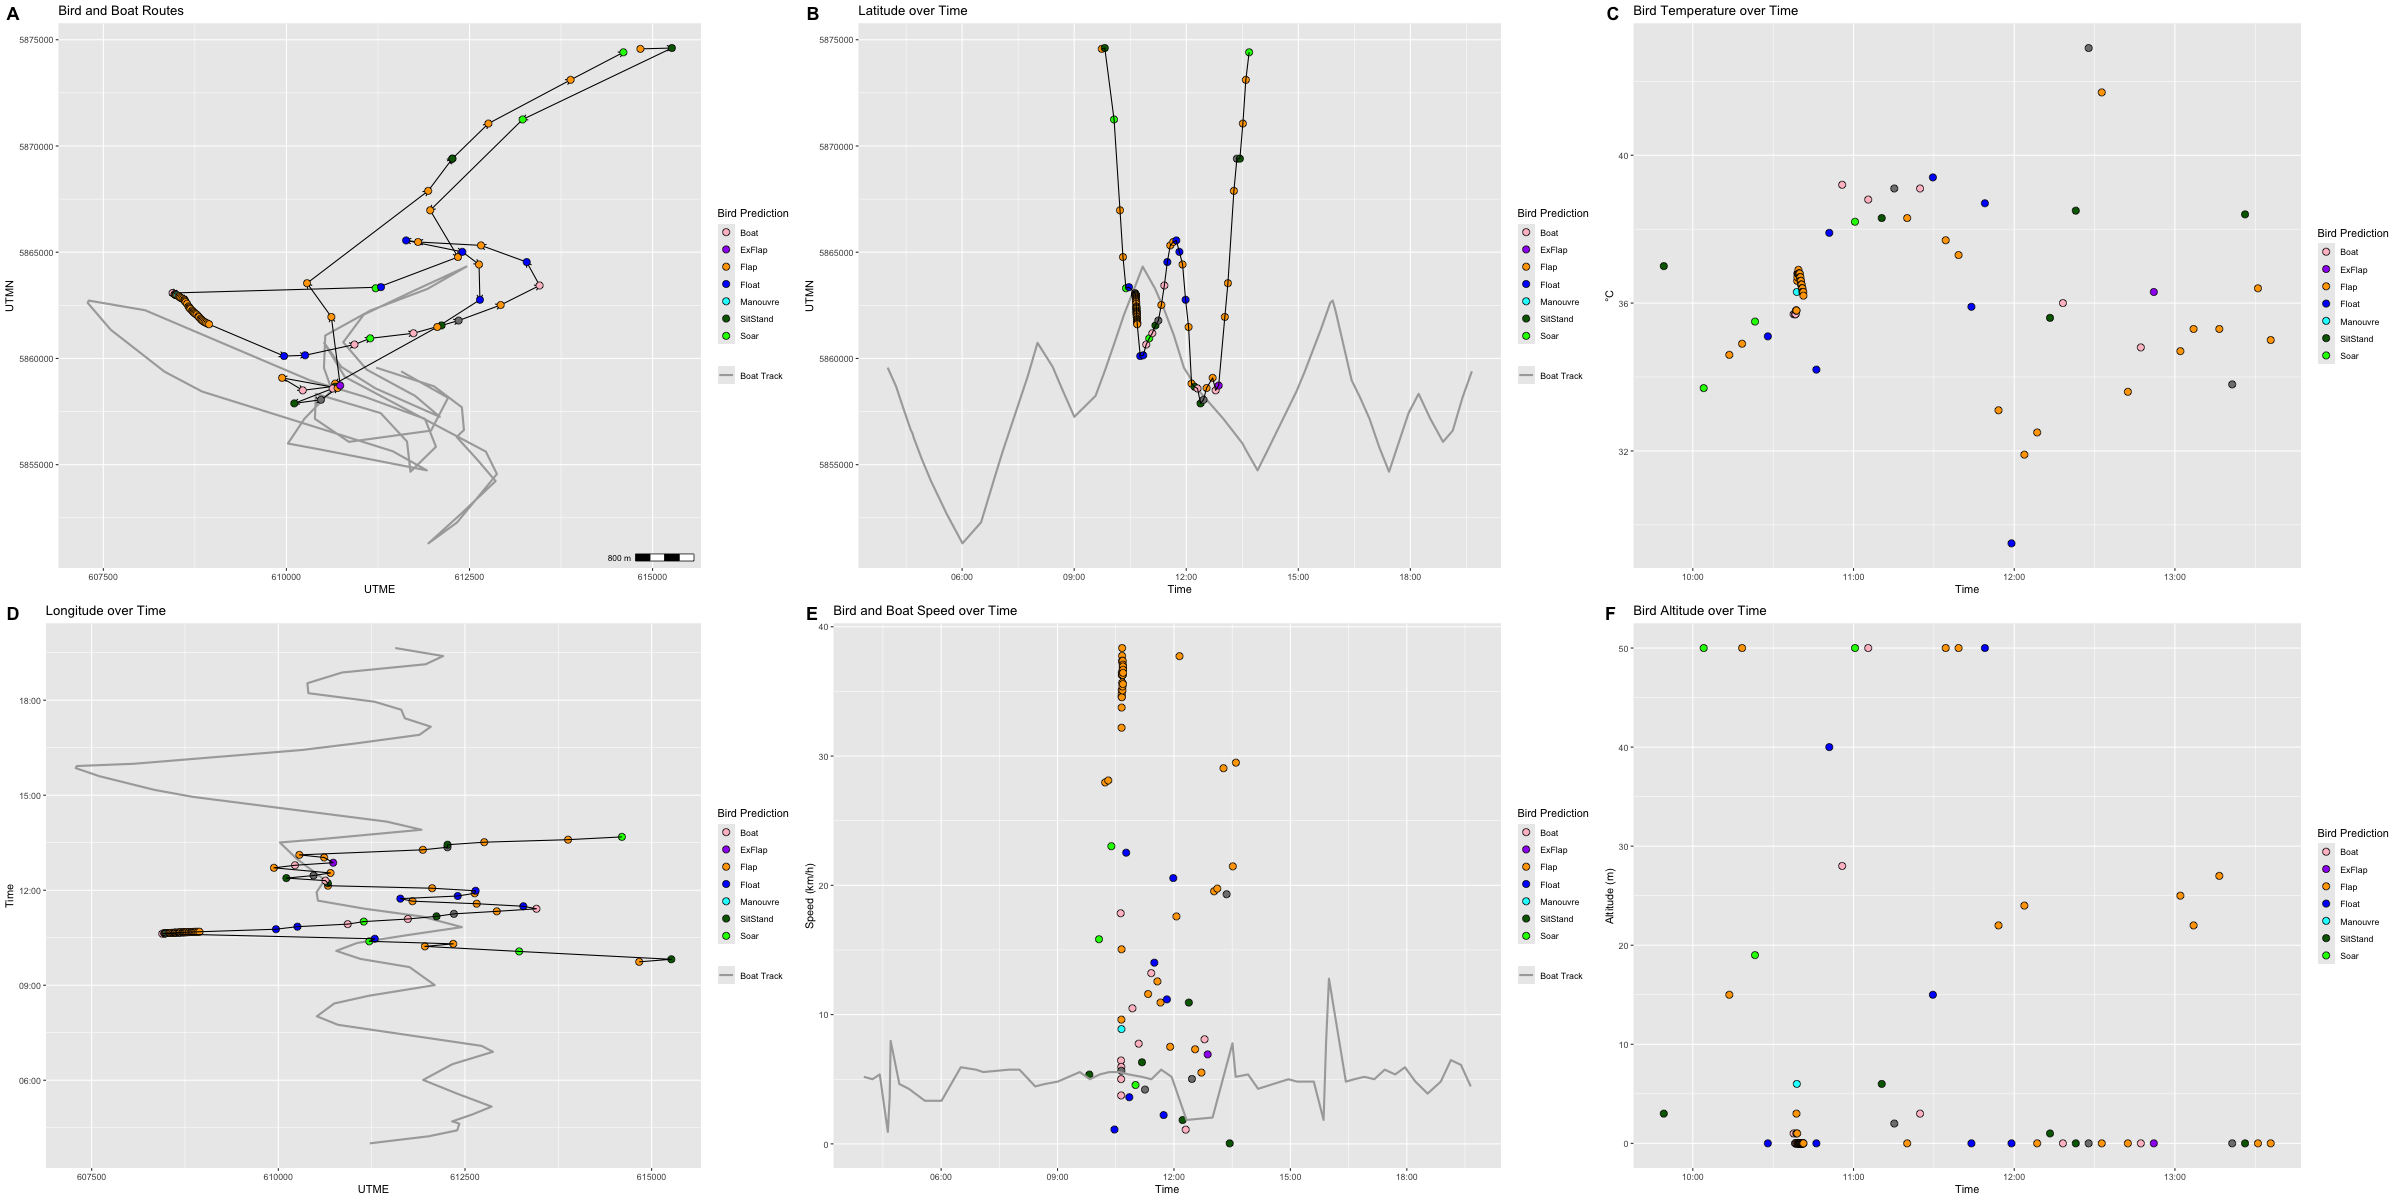 A Bird and Boat Routes
5875000
5870000
5865000
5860000
5855000
UTMN
607500 610000 612500 615000
UTME
800 m
Bird Prediction
Boat
ExFlap
Flap
Float
Manouvre
SitStand
Soar
Boat Track
B Latitude over Time
5875000
5870000
5865000
5860000
5855000
UTMN
06:00 09:00 12:00 15:00 18:00
Time
Bird Prediction
Boat
ExFlap
Flap
Float
Manouvre
SitStand
Soar
Boat Track
C Bird Temperature over Time
40
36
32
°C
10:00 11:00 12:00 13:00
Time
Bird Prediction
Boat
ExFlap
Flap
Float
Manouvre
SitStand
Soar
D Longitude over Time
18:00
15:00
12:00
09:00
06:00
Time
607500 610000 612500 615000
UTME
Bird Prediction
Boat
ExFlap
Flap
Float
Manouvre
SitStand
Soar
Boat Track
E Bird and Boat Speed over Time
40
30
20
10
0
Speed (km/h)
06:00 09:00 12:00 15:00 18:00
Time
Bird Prediction
Boat
ExFlap
Flap
Float
Manouvre
SitStand
Soar
Boat Track
F Bird Altitude over Time
50
40
30
20
10
0
Altitude (m)
10:00 11:00 12:00 13:00
Time
Bird Prediction
Boat
ExFlap
Flap
Float
Manouvre
SitStand
Soar